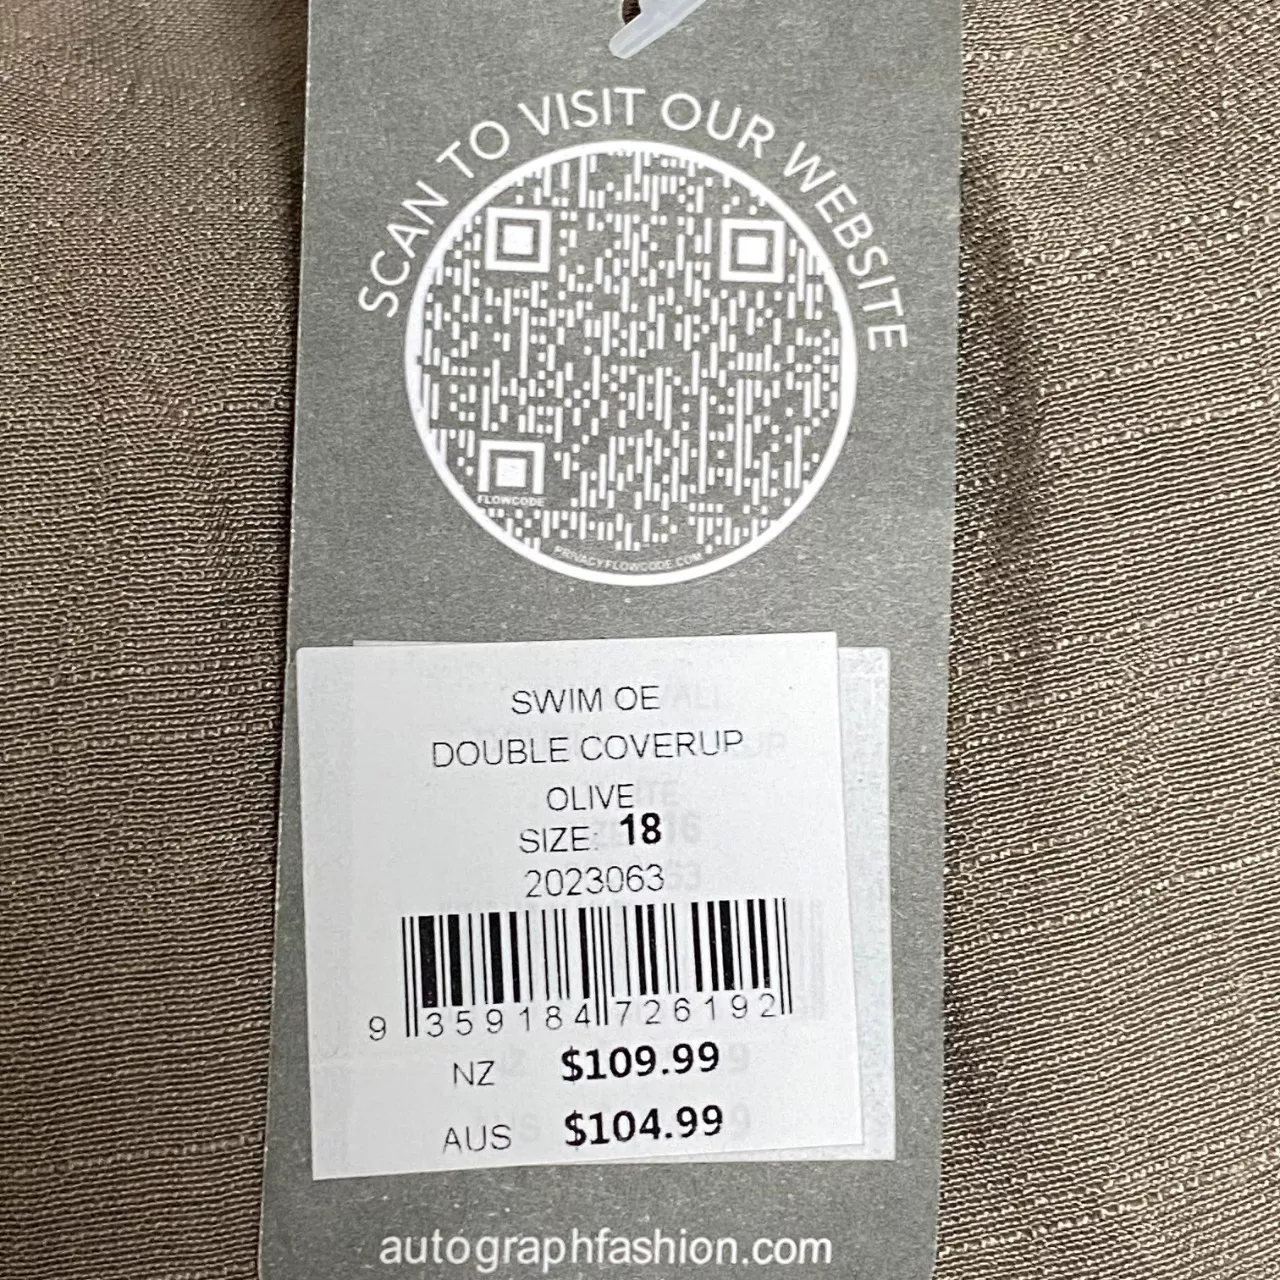 SCAN TO VISIT OUR WEBSITE
FLOWCODE
PRIVACY.FLOWCODE.COM
SWIM OE
DOUBLE COVERUP
OLIVE
SIZE: 18
2023063
9 359184 726192
NZ $109.99
AUS $104.99
autographfashion.com